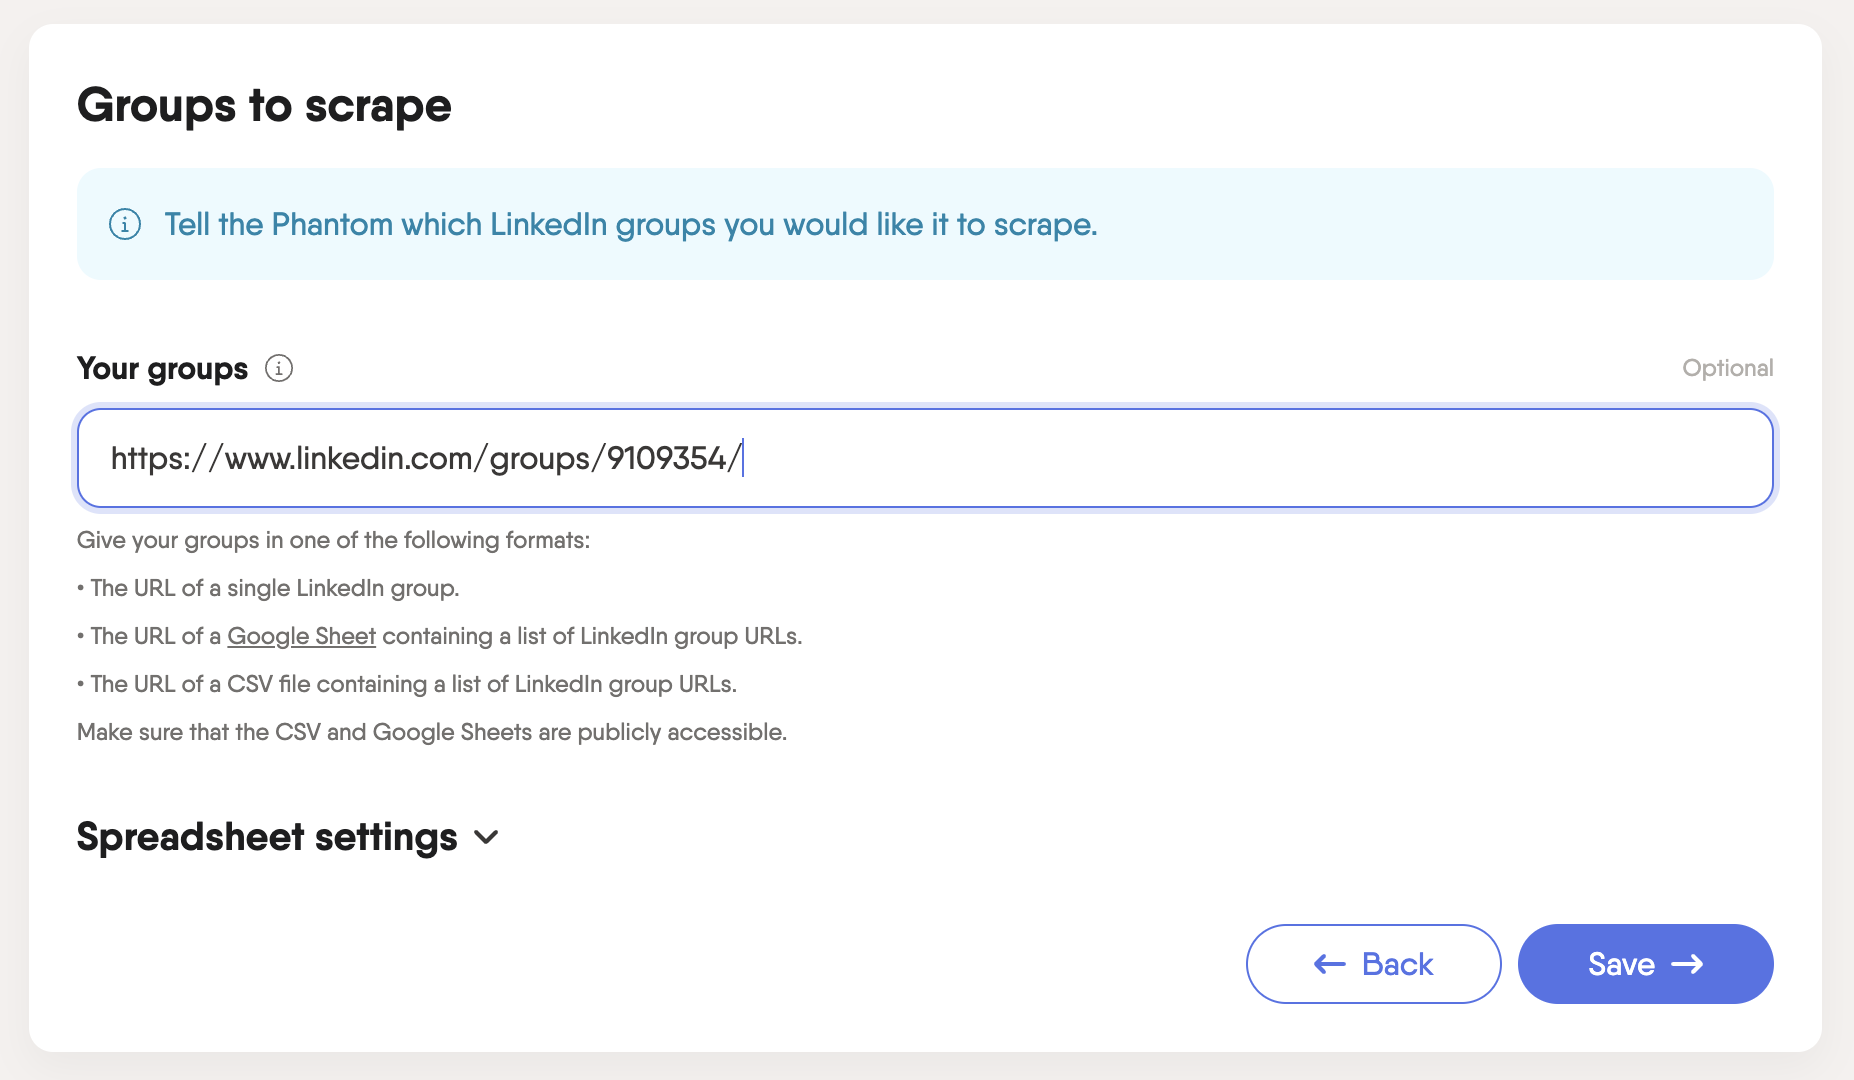 Groups to scrape
Tell the Phantom which LinkedIn groups you would like it to scrape.
Your groups
Optional
https://www.linkedin.com/groups/9109354/
Give your groups in one of the following formats:
• The URL of a single LinkedIn group.
• The URL of a Google Sheet containing a list of LinkedIn group URLs.
• The URL of a CSV file containing a list of LinkedIn group URLs.
Make sure that the CSV and Google Sheets are publicly accessible.
Spreadsheet settings
← Back
Save →